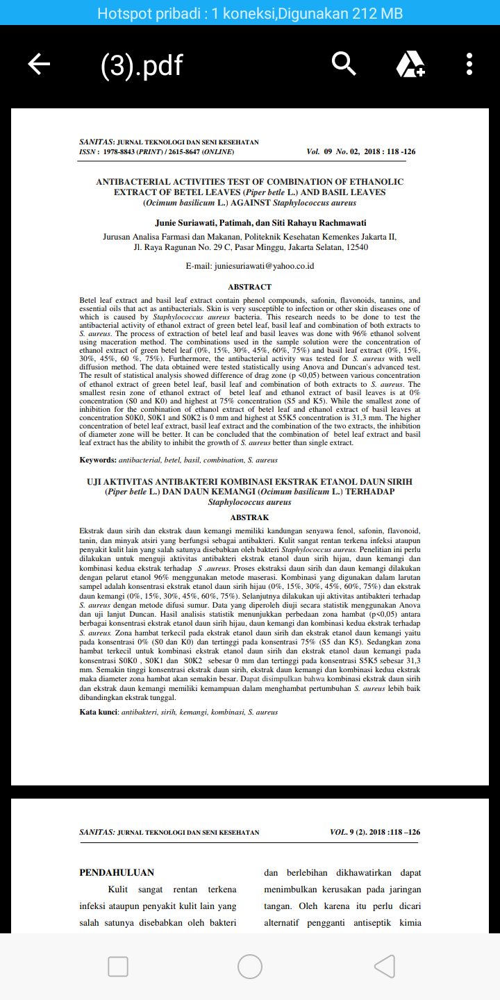 Hotspot pribadi : 1 koneksi,Digunakan 212 MB
(3).pdf
SANITAS: JURNAL TEKNOLOGI DAN SENI KESEHATAN
ISSN : 1978-8843 (PRINT) / 2615-8647 (ONLINE) Vol. 09 No. 02, 2018 : 118 -126
ANTIBACTERIAL ACTIVITIES TEST OF COMBINATION OF ETHANOLIC
EXTRACT OF BETEL LEAVES (Piper betle L.) AND BASIL LEAVES
(Ocimum basilicum L.) AGAINST Staphylococcus aureus
Junie Suriawati, Patimah, dan Siti Rahayu Rachmawati
Jurusan Analisa Farmasi dan Makanan, Politeknik Kesehatan Kemenkes Jakarta II,
Jl. Raya Ragunan No. 29 C, Pasar Minggu, Jakarta Selatan, 12540
E-mail: juniesuriawati@yahoo.co.id
ABSTRACT
Betel leaf extract and basil leaf extract contain phenol compounds, safonin, flavonoids, tannins, and
essential oils that act as antibacterials. Skin is very susceptible to infection or other skin diseases one of
which is caused by Staphylococcus aureus bacteria. This research needs to be done to test the
antibacterial activity of ethanol extract of green betel leaf, basil leaf and combination of both extracts to
S. aureus. The process of extraction of betel leaf and basil leaves was done with 96% ethanol solvent
using maceration method. The combinations used in the sample solution were the concentration of
ethanol extract of green betel leaf (0%, 15%, 30%, 45%, 60%, 75%) and basil leaf extract (0%, 15%,
30%, 45%, 60 %, 75%). Furthermore, the antibacterial activity was tested for S. aureus with well
diffusion method. The data obtained were tested statistically using Anova and Duncan's advanced test.
The result of statistical analysis showed difference of drag zone (p <0,05) between various concentration
of ethanol extract of green betel leaf, basil leaf and combination of both extracts to S. aureus. The
smallest resin zone of ethanol extract of betel leaf and ethanol extract of basil leaves is at 0%
concentration (S0 and K0) and highest at 75% concentration (S5 and K5). While the smallest zone of
inhibition for the combination of ethanol extract of betel leaf and ethanol extract of basil leaves at
concentration S0K0, S0K1 and S0K2 is 0 mm and highest at S5K5 concentration is 31,3 mm. The higher
concentration of betel leaf extract, basil leaf extract and the combination of the two extracts, the inhibition
of diameter zone will be better. It can be concluded that the combination of betel leaf extract and basil
leaf extract has the ability to inhibit the growth of S. aureus better than single extract.
Keywords: antibacterial, betel, basil, combination, S. aureus
UJI AKTIVITAS ANTIBAKTERI KOMBINASI EKSTRAK ETANOL DAUN SIRIH
(Piper betle L.) DAN DAUN KEMANGI (Ocimum basilicum L.) TERHADAP
Staphylococcus aureus
ABSTRAK
Ekstrak daun sirih dan ekstrak daun kemangi memiliki kandungan senyawa fenol, safonin, flavonoid,
tanin, dan minyak atsiri yang berfungsi sebagai antibakteri. Kulit sangat rentan terkena infeksi ataupun
penyakit kulit lain yang salah satunya disebabkan oleh bakteri Staphylococcus aureus. Penelitian ini perlu
dilakukan untuk menguji aktivitas antibakteri ekstrak etanol daun sirih hijau, daun kemangi dan
kombinasi kedua ekstrak terhadap S .aureus. Proses ekstraksi daun sirih dan daun kemangi dilakukan
dengan pelarut etanol 96% menggunakan metode maserasi. Kombinasi yang digunakan dalam larutan
sampel adalah konsentrasi ekstrak etanol daun sirih hijau (0%, 15%, 30%, 45%, 60%, 75%) dan ekstrak
daun kemangi (0%, 15%, 30%, 45%, 60%, 75%). Selanjutnya dilakukan uji aktivitas antibakteri terhadap
S. aureus dengan metode difusi sumur. Data yang diperoleh diuji secara statistik menggunakan Anova
dan uji lanjut Duncan. Hasil analisis statistik menunjukkan perbedaan zona hambat (p<0,05) antara
berbagai konsentrasi ekstrak etanol daun sirih hijau, daun kemangi dan kombinasi kedua ekstrak terhadap
S. aureus. Zona hambat terkecil pada ekstrak etanol daun sirih dan ekstrak etanol daun kemangi yaitu
pada konsentrasi 0% (S0 dan K0) dan tertinggi pada konsentrasi 75% (S5 dan K5). Sedangkan zona
hambat terkecil untuk kombinasi ekstrak etanol daun sirih dan ekstrak etanol daun kemangi pada
konsentrasi S0K0 , S0K1 dan S0K2 sebesar 0 mm dan tertinggi pada konsentrasi S5K5 sebesar 31,3
mm. Semakin tinggi konsentrasi ekstrak daun sirih, ekstrak daun kemangi dan kombinasi kedua ekstrak
maka diameter zona hambat akan semakin besar. Dapat disimpulkan bahwa kombinasi ekstrak daun sirih
dan ekstrak daun kemangi memiliki kemampuan dalam menghambat pertumbuhan S. aureus lebih baik
dibandingkan ekstrak tunggal.
Kata kunci: antibakteri, sirih, kemangi, kombinasi, S. aureus
SANITAS: JURNAL TEKNOLOGI DAN SENI KESEHATAN VOL. 9 (2). 2018 :118 –126
PENDAHULUAN
Kulit sangat rentan terkena
infeksi ataupun penyakit kulit lain yang
salah satunya disebabkan oleh bakteri
dan berlebihan dikhawatirkan dapat
menimbulkan kerusakan pada jaringan
tangan. Oleh karena itu perlu dicari
alternatif pengganti antiseptik kimia